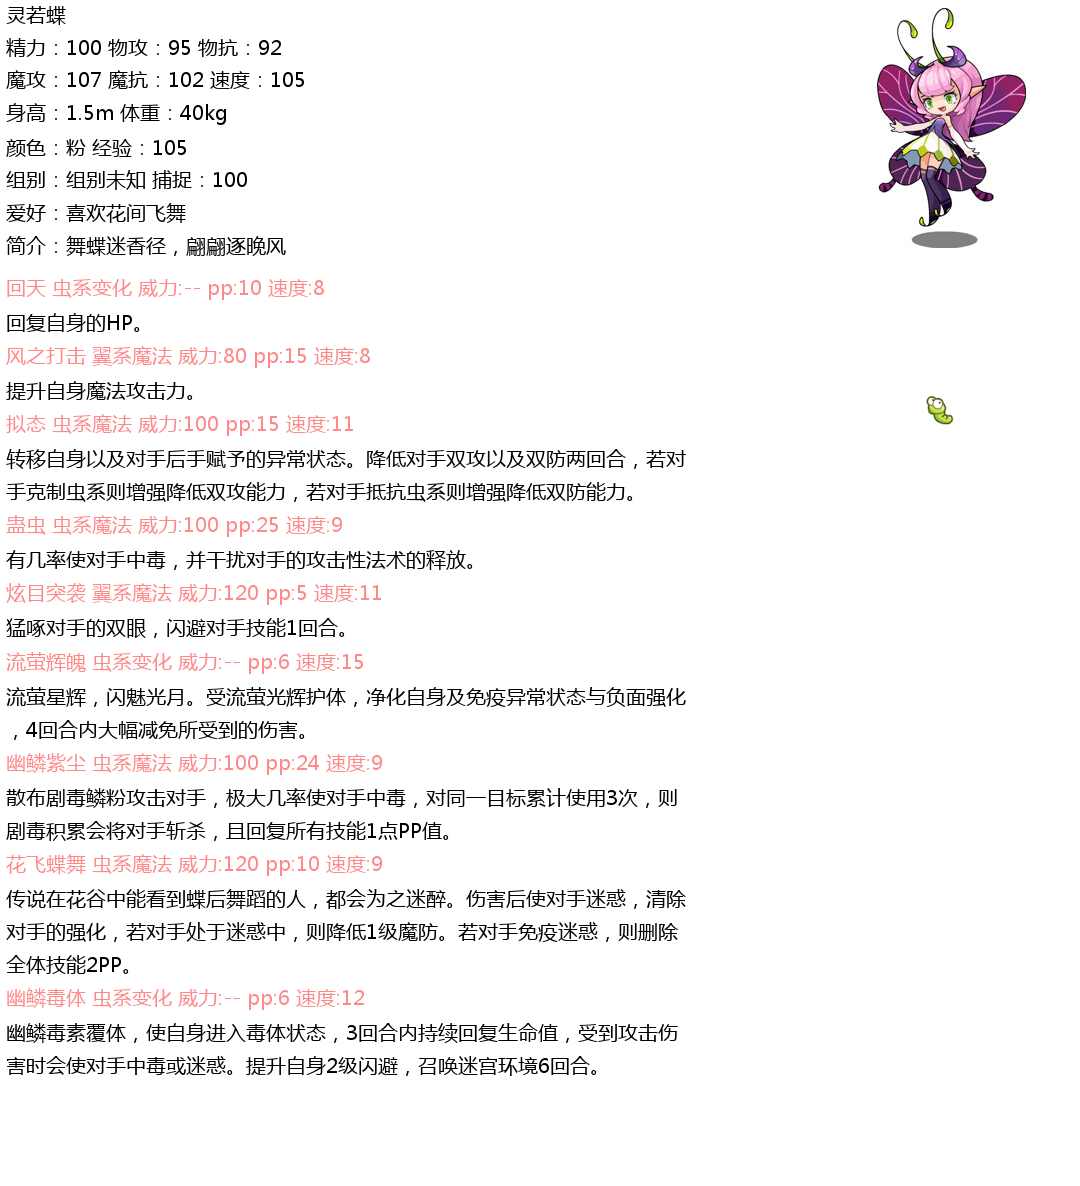 灵若蝶
精力：100 物攻：95 物抗：92
魔攻：107 魔抗：102 速度：105
身高：1.5m 体重：40kg
颜色：粉 经验：105
组别：组别未知 捕捉：100
爱好：喜欢花间飞舞
简介：舞蝶迷香径，翩翩逐晚风
回天 虫系变化 威力:-- pp:10 速度:8
回复自身的HP。
风之打击 翼系魔法 威力:80 pp:15 速度:8
提升自身魔法攻击力。
拟态 虫系魔法 威力:100 pp:15 速度:11
转移自身以及对手后手赋予的异常状态。降低对手双攻以及双防两回合，若对
手克制虫系则增强降低双攻能力，若对手抵抗虫系则增强降低双防能力。
蛊虫 虫系魔法 威力:100 pp:25 速度:9
有几率使对手中毒，并干扰对手的攻击性法术的释放。
炫目突袭 翼系魔法 威力:120 pp:5 速度:11
猛啄对手的双眼，闪避对手技能1回合。
流萤辉魄 虫系变化 威力:-- pp:6 速度:15
流萤星辉，闪魅光月。受流萤光辉护体，净化自身及免疫异常状态与负面强化
，4回合内大幅减免所受到的伤害。
幽鳞紫尘 虫系魔法 威力:100 pp:24 速度:9
散布剧毒鳞粉攻击对手，极大几率使对手中毒，对同一目标累计使用3次，则
剧毒积累会将对手斩杀，且回复所有技能1点PP值。
花飞蝶舞 虫系魔法 威力:120 pp:10 速度:9
传说在花谷中能看到蝶后舞蹈的人，都会为之迷醉。伤害后使对手迷惑，清除
对手的强化，若对手处于迷惑中，则降低1级魔防。若对手免疫迷惑，则删除
全体技能2PP。
幽鳞毒体 虫系变化 威力:-- pp:6 速度:12
幽鳞毒素覆体，使自身进入毒体状态，3回合内持续回复生命值，受到攻击伤
害时会使对手中毒或迷惑。提升自身2级闪避，召唤迷宫环境6回合。